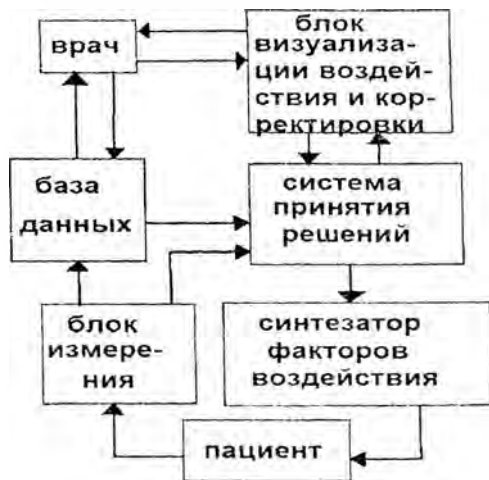 врач
блок
визуализа-
ции воздей-
ствия и кор-
ректировки
база
данных
система
принятия
решений
блок
измере-
ния
синтезатор
факторов
воздействия
пациент